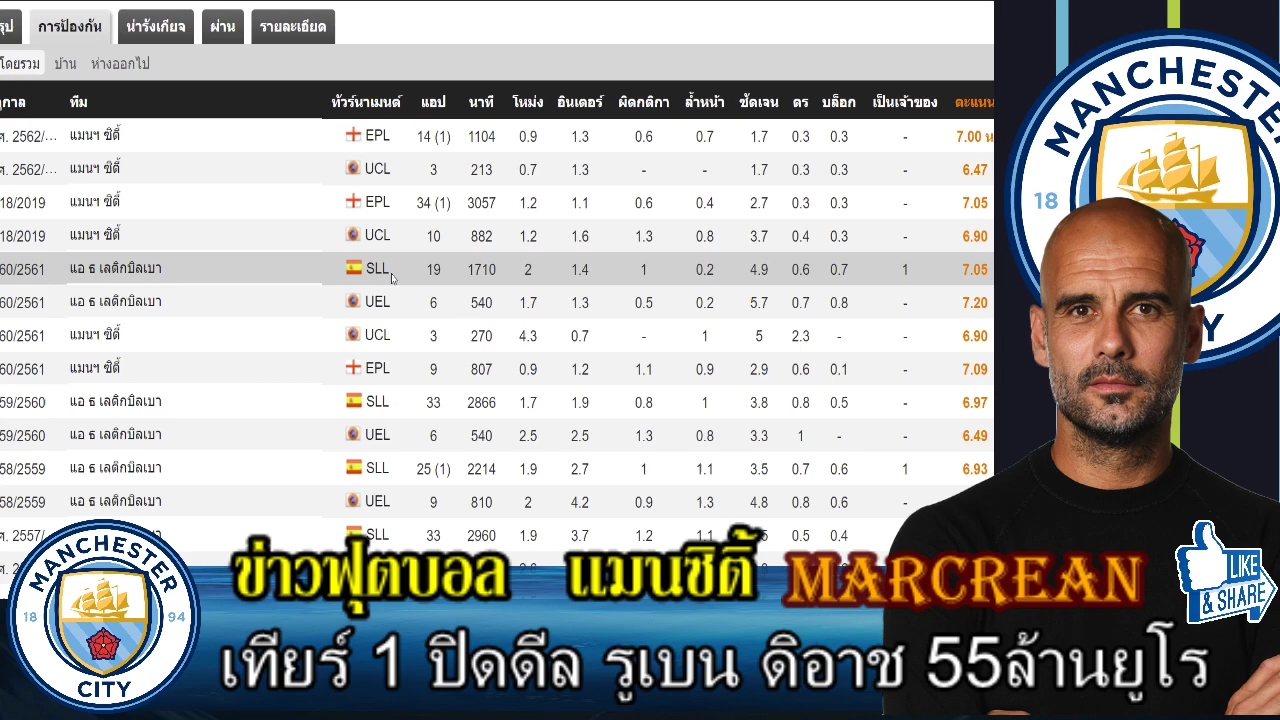 รุป การป้องกัน น่ารังเกียจ ผ่าน รายละเอียด
โดยรวม บ้าน ห่างออกไป
ทีม ทัวร์นาเมนต์ แอป นาที โหม่ง อินเตอร์ ผิดกติกา ล้ำหน้า ชัดเจน ดร บล็อก เป็นเจ้าของ คะแนน
ศ. 2562/... แมนฯ ซิตี้ EPL 14 (1) 1104 0.9 1.3 0.6 0.7 1.7 0.3 0.3 - 7.00 น
ศ. 2562/... แมนฯ ซิตี้ UCL 3 213 0.7 1.3 - - 1.7 0.3 0.3 - 6.47
18/2019 แมนฯ ซิตี้ EPL 34 (1) 3057 1.2 1.1 0.6 0.4 2.7 0.3 0.3 - 7.05
18/2019 แมนฯ ซิตี้ UCL 10 882 1.2 1.6 1.3 0.8 3.7 0.4 0.3 - 6.90
60/2561 แอ ธ เลติกบิลเบา SLL 19 1710 2 1.4 1 0.2 4.9 0.6 0.7 1 7.05
60/2561 แอ ธ เลติกบิลเบา UEL 6 540 1.7 1.3 0.5 0.2 5.7 0.7 0.8 - 7.20
60/2561 แมนฯ ซิตี้ UCL 3 270 4.3 0.7 - 1 5 2.3 - - 6.90
60/2561 แมนฯ ซิตี้ EPL 9 807 0.9 1.2 1.1 0.9 2.9 0.6 0.1 - 7.09
59/2560 แอ ธ เลติกบิลเบา SLL 33 2866 1.7 1.9 0.8 1 3.8 0.8 0.5 - 6.97
59/2560 แอ ธ เลติกบิลเบา UEL 6 540 2.5 2.5 1.3 0.8 3.3 1 - - 6.49
58/2559 แอ ธ เลติกบิลเบา SLL 25 (1) 2214 1.9 2.7 1 1.1 3.5 0.7 0.6 1 6.93
58/2559 แอ ธ เลติกบิลเบา UEL 9 810 2 4.2 0.9 1.3 4.8 0.8 0.6 -
ศ. 2557/ SLL 33 2960 1.9 3.7 1.2 1.1 0.5 0.4
MANCHESTER
18
CITY
MANCHESTER
18 94
CITY
ข่าวฟุตบอล แมนซิตี้ MARCREAN
เทียร์ 1 ปิดดีล รูเบน ดิอาช 55ล้านยูโร
LIKE
& SHARE